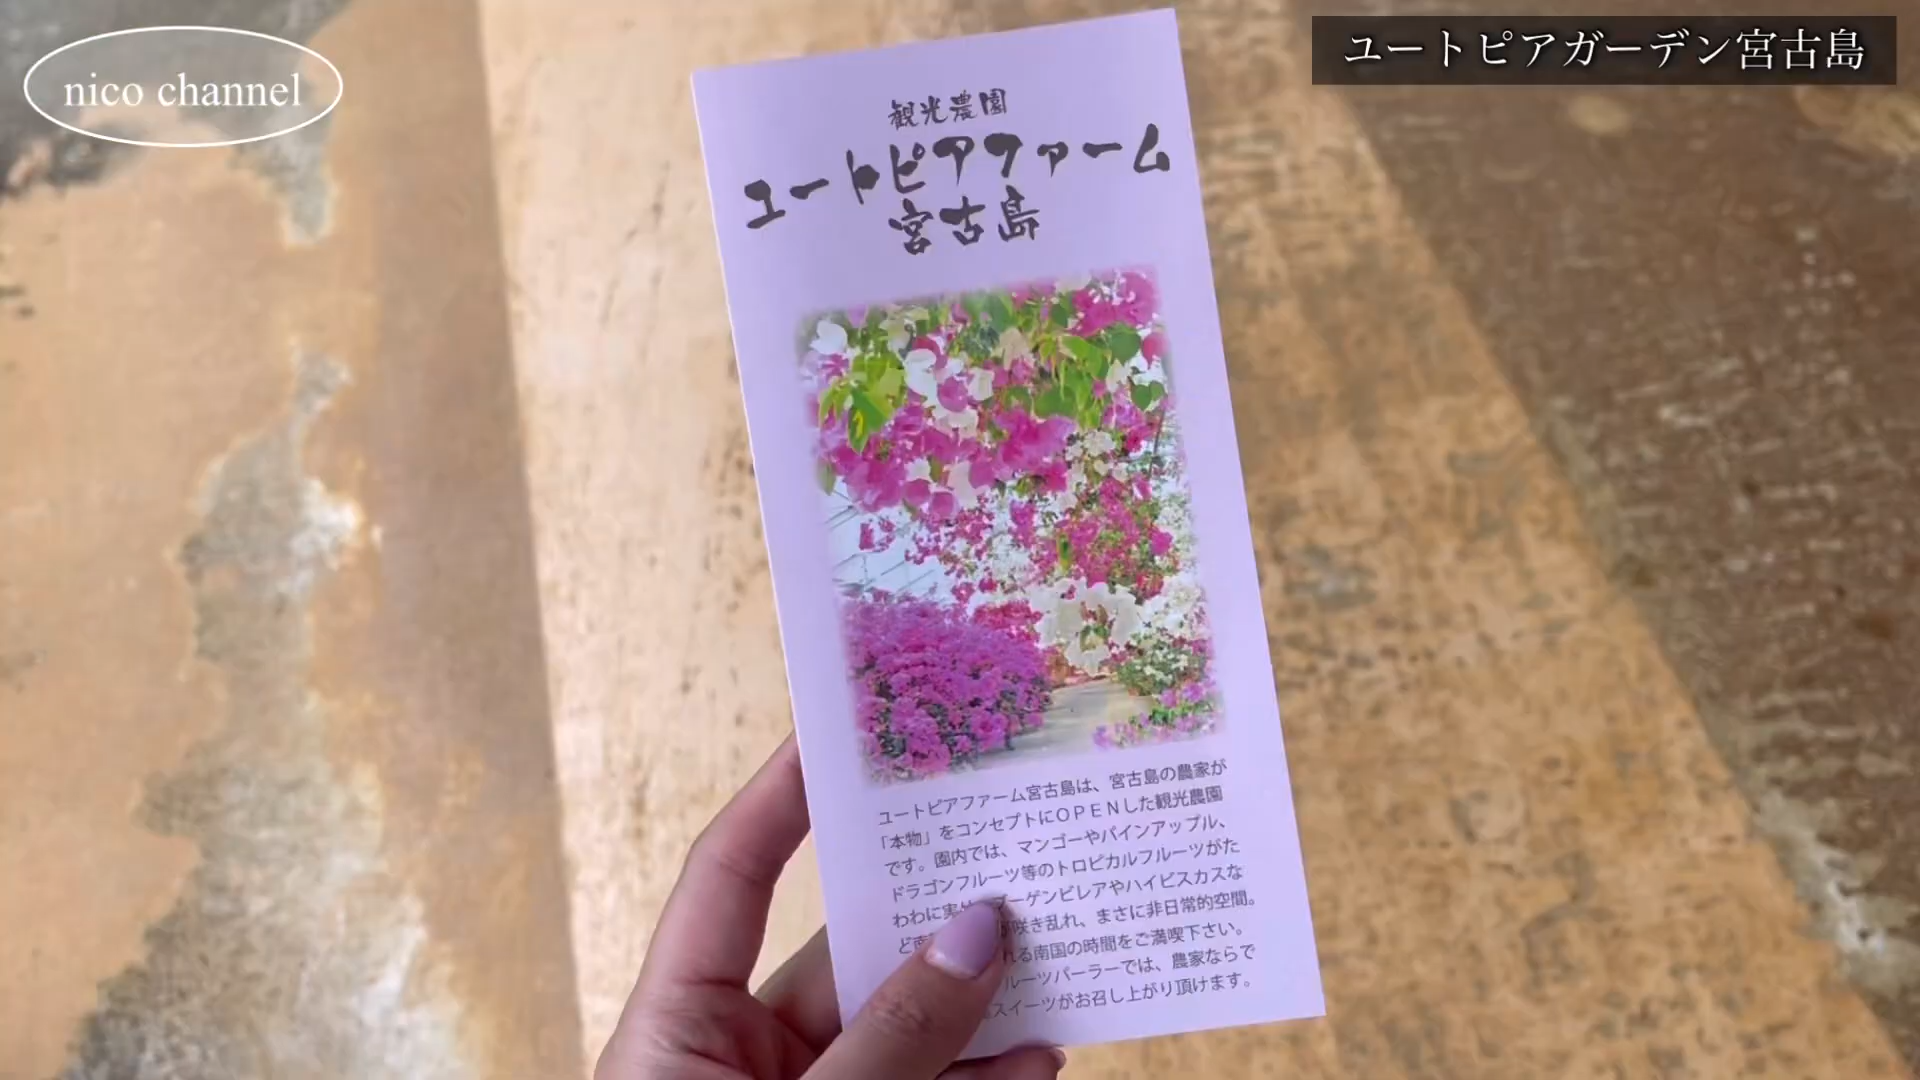 nico channel
ユートピアガーデン宮古島
観光農園
ユートピアファーム
宮古島
ユートピアファーム宮古島は、宮古島の農家が
「本物」をコンセプトにOPENした観光農園
です。園内では、マンゴーやパインアップル、
ドラゴンフルーツ等のトロピカルフルーツがた
わわに実 ブーゲンビレアやハイビスカスな
ど が咲き乱れ、まさに非日常的空間。
れる南国の時間をご満喫下さい。
ルーツパーラーでは、農家ならで
スイーツがお召し上がり頂けます。